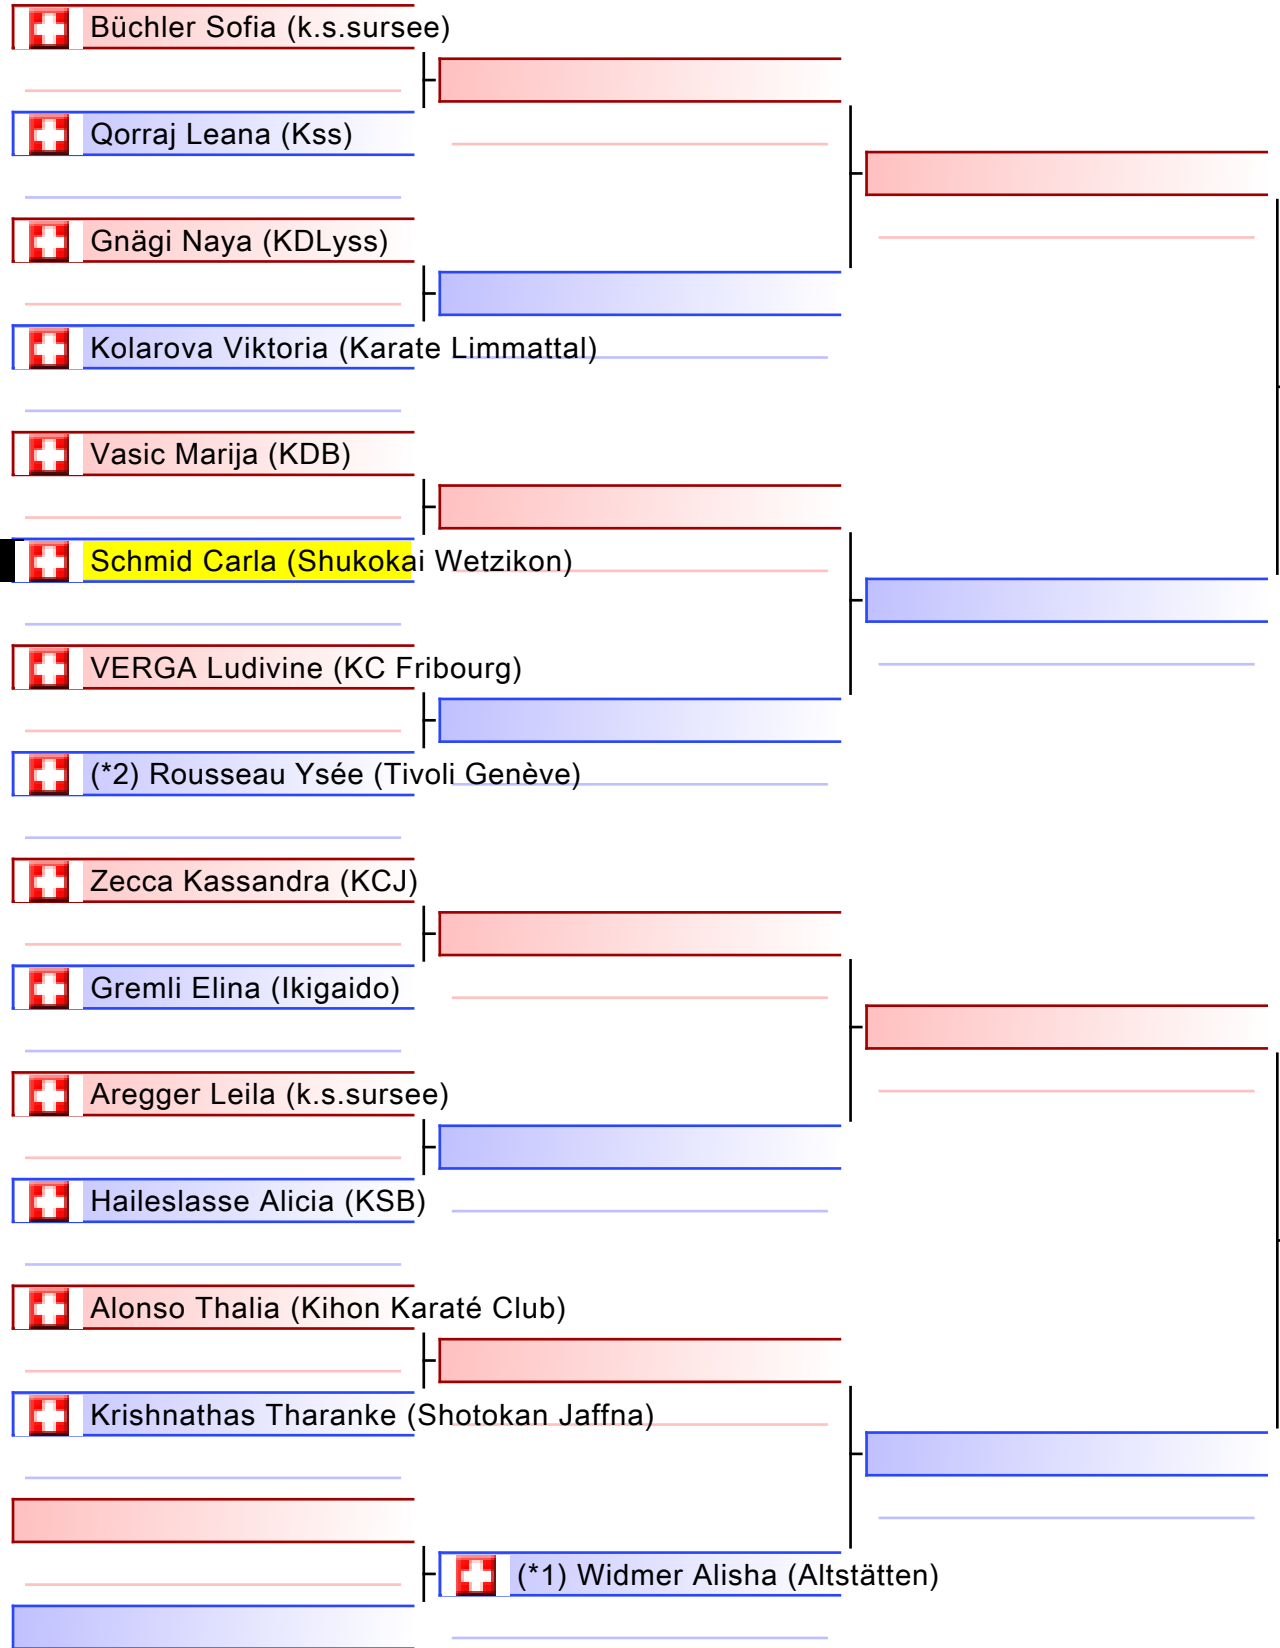 Büchler Sofia (k.s.sursee)
Qorraj Leana (Kss)
Gnägi Naya (KDLyss)
Kolarova Viktoria (Karate Limmattal)
Vasic Marija (KDB)
Schmid Carla (Shukokai Wetzikon)
VERGA Ludivine (KC Fribourg)
(*2) Rousseau Ysée (Tivoli Genève)
Zecca Kassandra (KCJ)
Gremli Elina (Ikigaido)
Aregger Leila (k.s.sursee)
Haileslasse Alicia (KSB)
Alonso Thalia (Kihon Karaté Club)
Krishnathas Tharanke (Shotokan Jaffna)
(*1) Widmer Alisha (Altstätten)